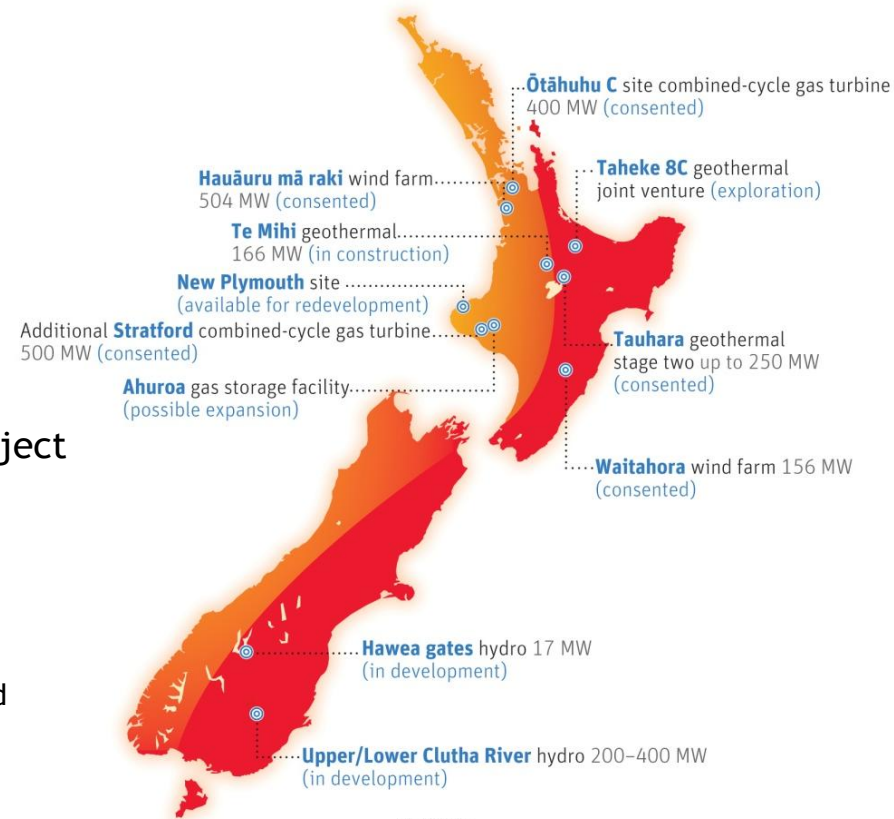 Ōtāhuhu C site combined-cycle gas turbine
400 MW (consented)
Hauāuru mā raki wind farm
504 MW (consented)
Taheke 8C geothermal
joint venture (exploration)
Te Mihi geothermal
166 MW (in construction)
New Plymouth site
(available for redevelopment)
Additional Stratford combined-cycle gas turbine
500 MW (consented)
Ahuroa gas storage facility
(possible expansion)
Tauhara geothermal
stage two up to 250 MW
(consented)
ject
Waitahora wind farm 156 MW
(consented)
Hawea gates hydro 17 MW
(in development)
d
Upper/Lower Clutha River hydro 200–400 MW
(in development)